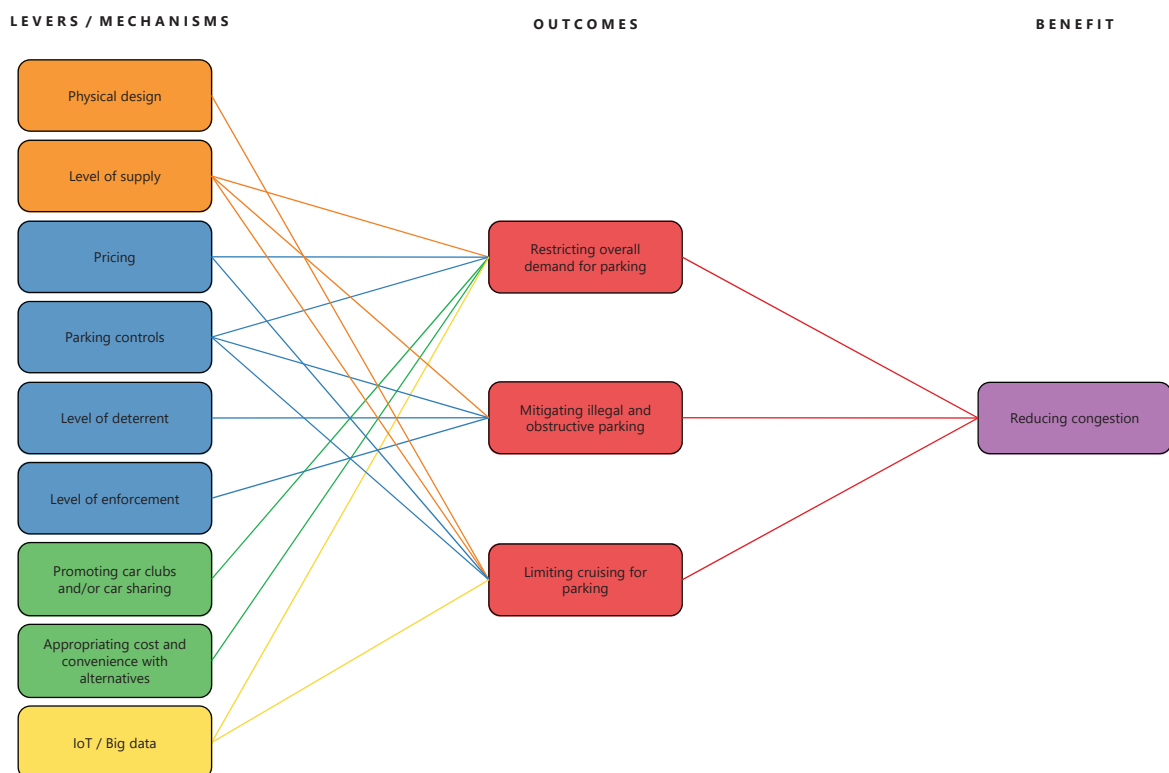 LEVERS / MECHANISMS
OUTCOMES
BENEFIT
Physical design
Level of supply
Pricing
Parking controls
Level of deterrent
Level of enforcement
Promoting car clubs
and/or car sharing
Appropriating cost and
convenience with
alternatives
IoT / Big data
Restricting overall
demand for parking
Mitigating illegal and
obstructive parking
Limiting cruising for
parking
Reducing congestion